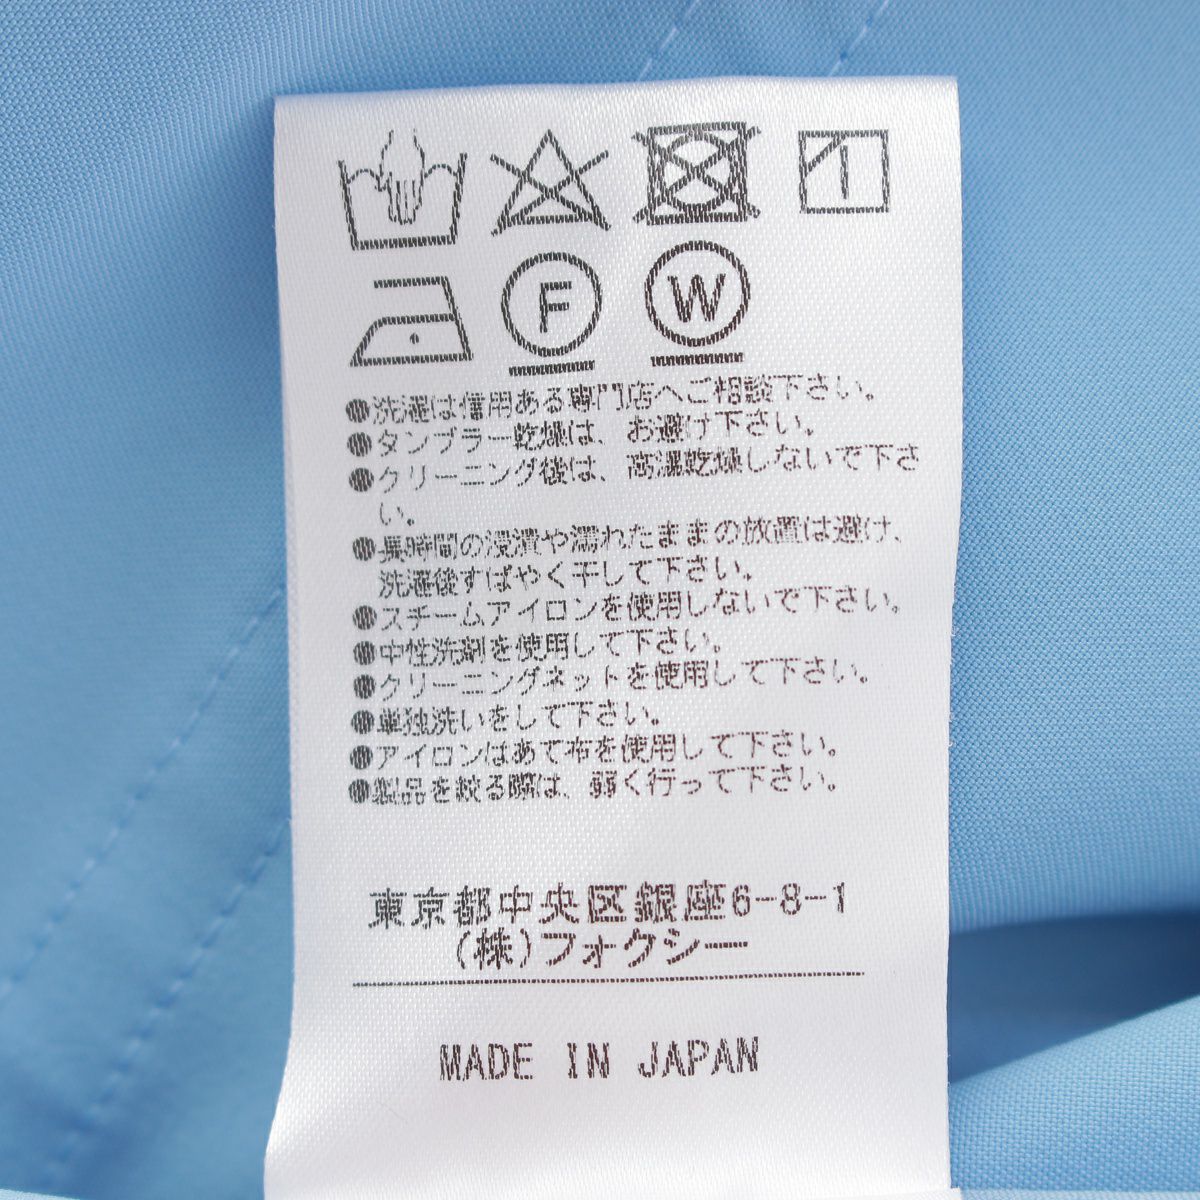 F W
●洗濯は信用ある専門店へご相談下さい。
●タンブラー乾燥は、お避け下さい。
●クリーニング後は、高温乾燥しないで下さ
い。
●長時間の浸漬や濡れたままの放置は避け、
洗濯後すばやく干して下さい。
●スチームアイロンを使用しないで下さい。
●中性洗剤を使用して下さい。
●クリーニングネットを使用して下さい。
●単独洗いをして下さい。
●アイロンはあて布を使用して下さい。
●製品を絞る際は、弱く行って下さい。
東京都中央区銀座6-8-1
(株)フォクシー
MADE IN JAPAN